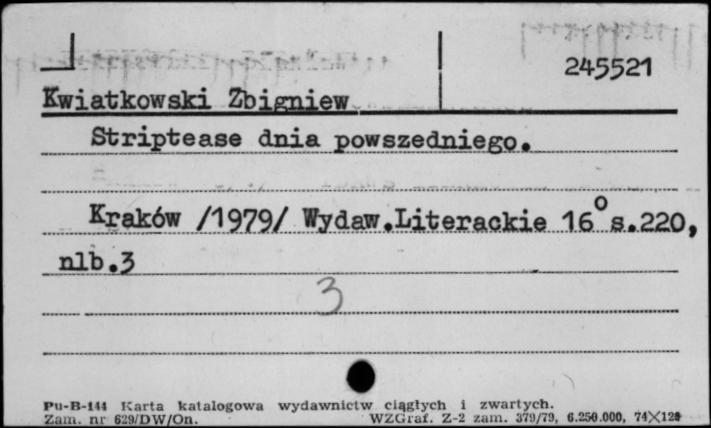 245521
Kwiatkowski Zbigniew
Striptease dnia powszedniego.
Kraków /1979/ Wydaw.Literackie 16° s.220,
nlb.3
3
Pu-B-144 Karta katalogowa wydawnictw ciągłych i zwartych.
Zam. nr 629/DW/On. WZGraf. Z-2 zam. 379/79, 6.250.000, 74×124